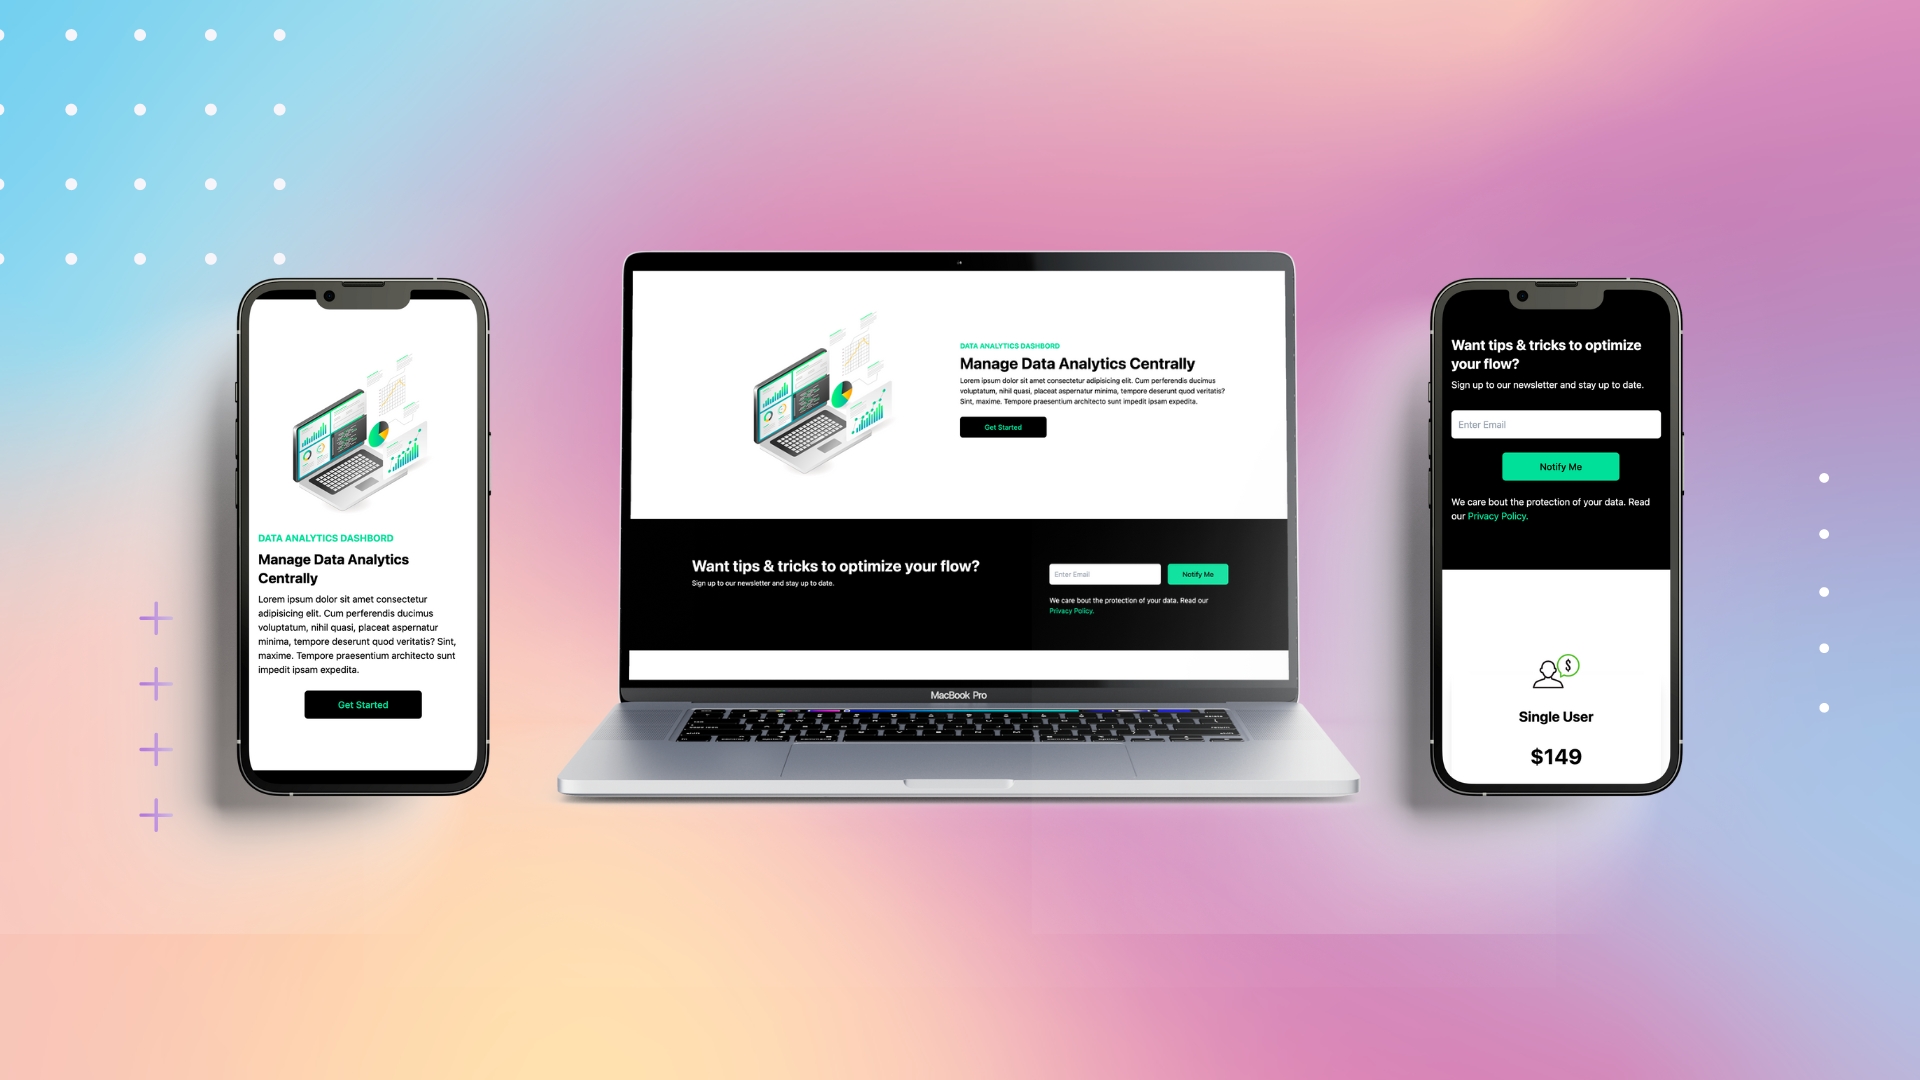 DATA ANALYTICS DASHBORD
Manage Data Analytics
Centrally
Lorem ipsum dolor sit amet consectetur
adipisicing elit. Cum perferendis ducimus
voluptatum, nihil quasi, placeat aspernatur
minima, tempore deserunt quod veritatis? Sint,
maxime. Tempore praesentium architecto sunt
impedit ipsam expedita.
Get Started
DATA ANALYTICS DASHBORD
Manage Data Analytics Centrally
Lorem ipsum dolor sit amet consectetur adipisicing elit. Cum perferendis ducimus
voluptatum, nihil quasi, placeat aspernatur minima, tempore deserunt quod veritatis?
Sint, maxime. Tempore praesentium architecto sunt impedit ipsam expedita.
Get Started
Want tips & tricks to optimize your flow?
Sign up to our newsletter and stay up to date.
Enter Email
Notify Me
We care bout the protection of your data. Read our
Privacy Policy.
MacBook Pro
Want tips & tricks to optimize
your flow?
Sign up to our newsletter and stay up to date.
Enter Email
Notify Me
We care bout the protection of your data. Read
our Privacy Policy.
$
Single User
$149